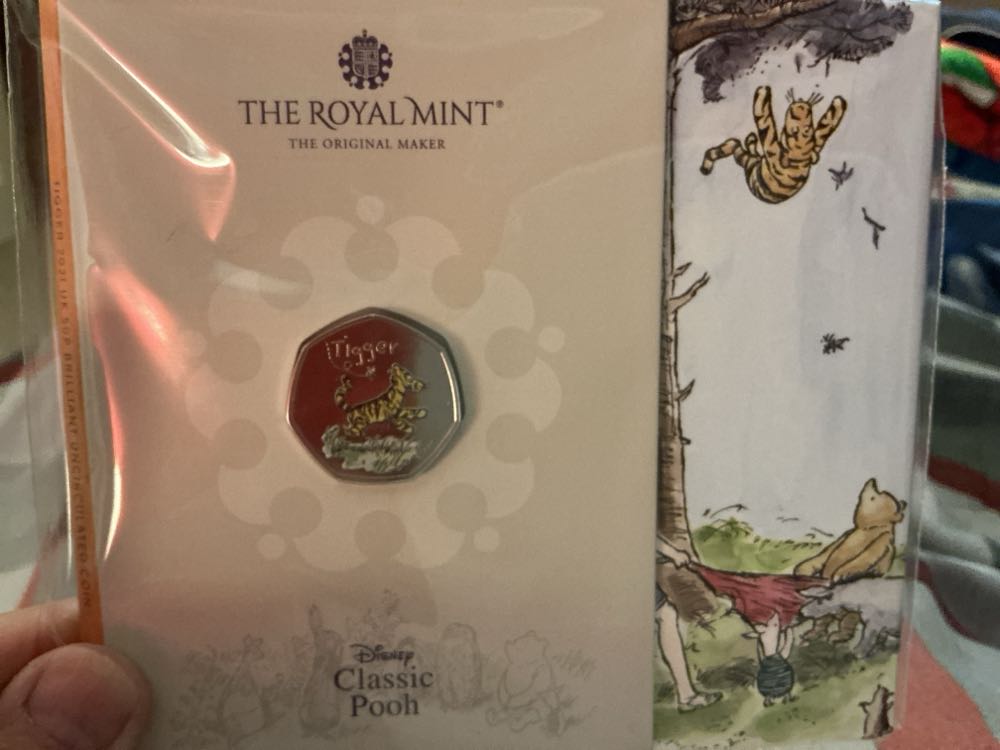 THE ROYAL MINT®
THE ORIGINAL MAKER
TIGGER 2021 UK 50P BRILLIANT UNCIRCULATED COIN
Tigger
Disney
Classic
Pooh